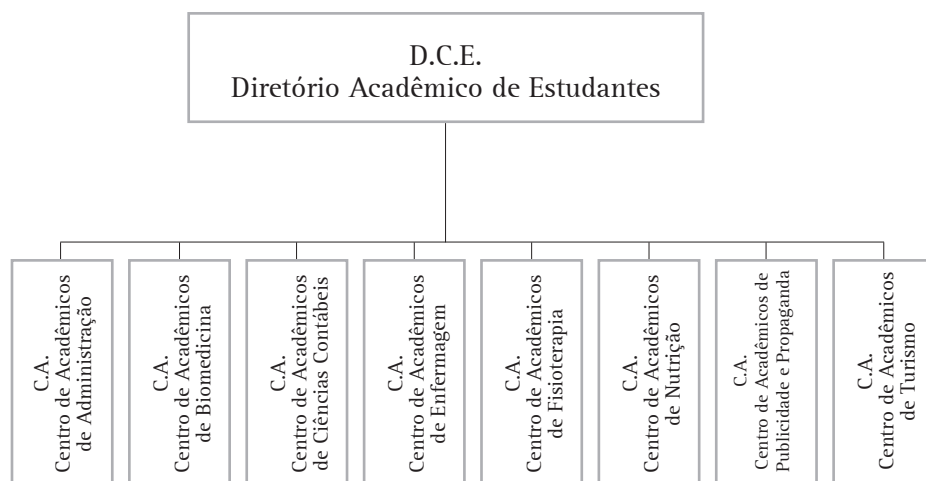 D.C.E.
Diretório Acadêmico de Estudantes
C.A.
Centro de Acadêmicos
de Administração
C.A.
Centro de Acadêmicos
de Biomedicina
C.A.
Centro de Acadêmicos
de Ciências Contábeis
C.A.
Centro de Acadêmicos
de Enfermagem
C.A.
Centro de Acadêmicos
de Fisioterapia
C.A.
Centro de Acadêmicos
de Nutrição
C.A.
Centro de Acadêmicos de
Publicidade e Propaganda
C.A.
Centro de Acadêmicos
de Turismo